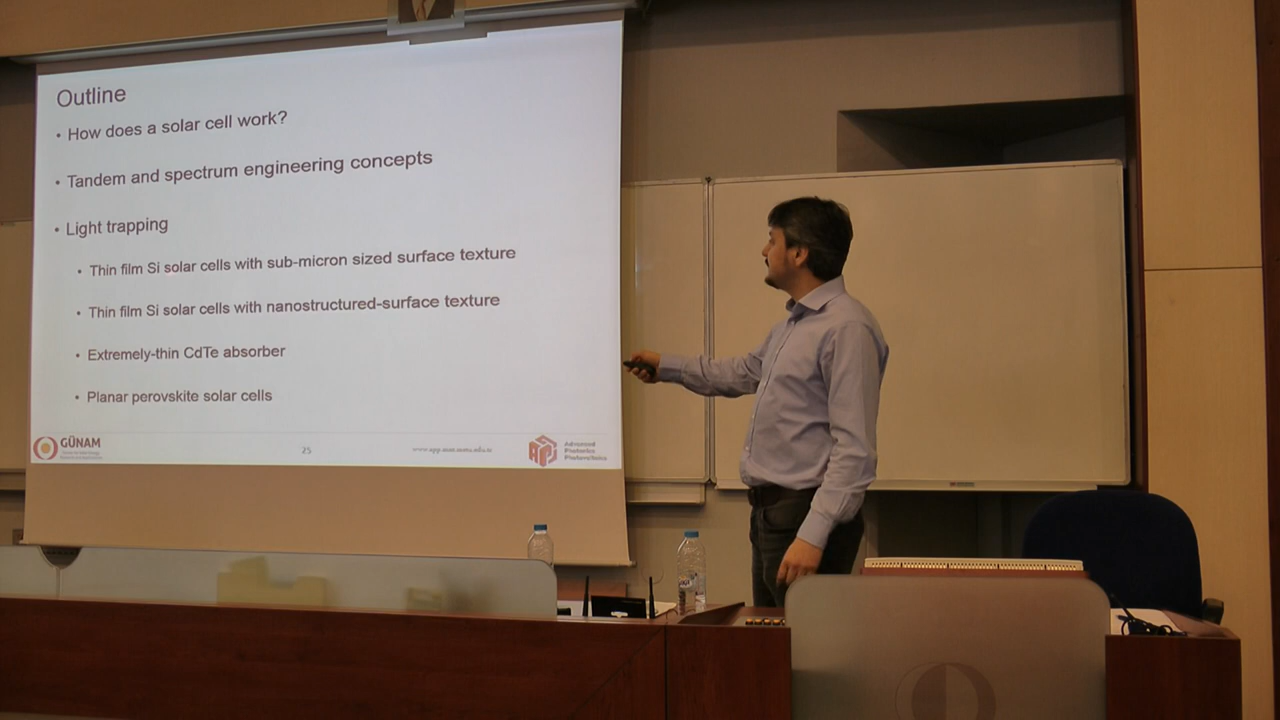 Outline
• How does a solar cell work?
• Tandem and spectrum engineering concepts
• Light trapping
• Thin film Si solar cells with sub-micron sized surface texture
• Thin film Si solar cells with nanostructured-surface texture
• Extremely-thin CdTe absorber
• Planar perovskite solar cells
GÜNAM
25
Advanced
Photonics
Photovoltaics